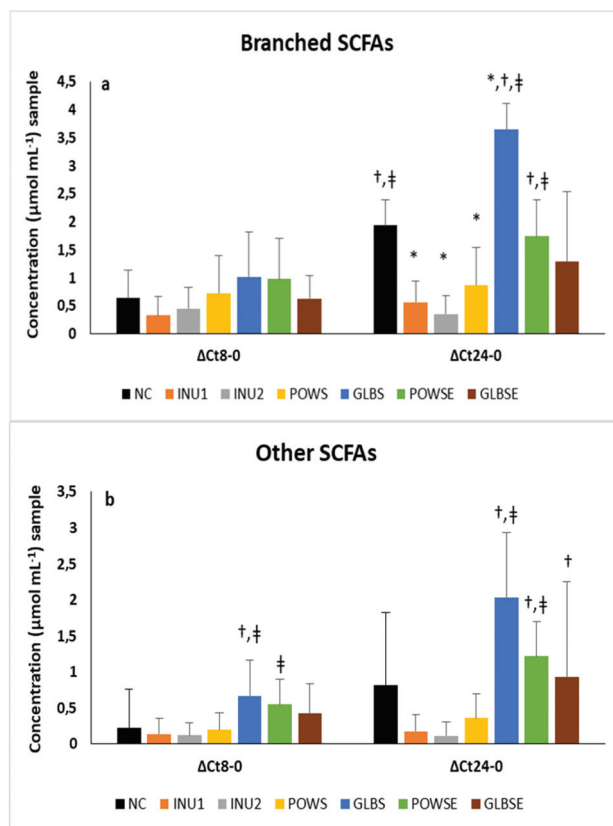 Branched SCFAs
a
Concentration (µmol mL⁻¹) sample
4,5
4
3,5
3
2,5
2
1,5
1
0,5
0
†,‡
*
*
*
*,†,‡
†,‡
ΔCt8-0 ΔCt24-0
NC INU1 INU2 POWS GLBS POWSE GLBSE
Other SCFAs
b
Concentration (µmol mL⁻¹) sample
3,5
3
2,5
2
1,5
1
0,5
0
†,‡
‡
†,‡
†,‡
†
ΔCt8-0 ΔCt24-0
NC INU1 INU2 POWS GLBS POWSE GLBSE